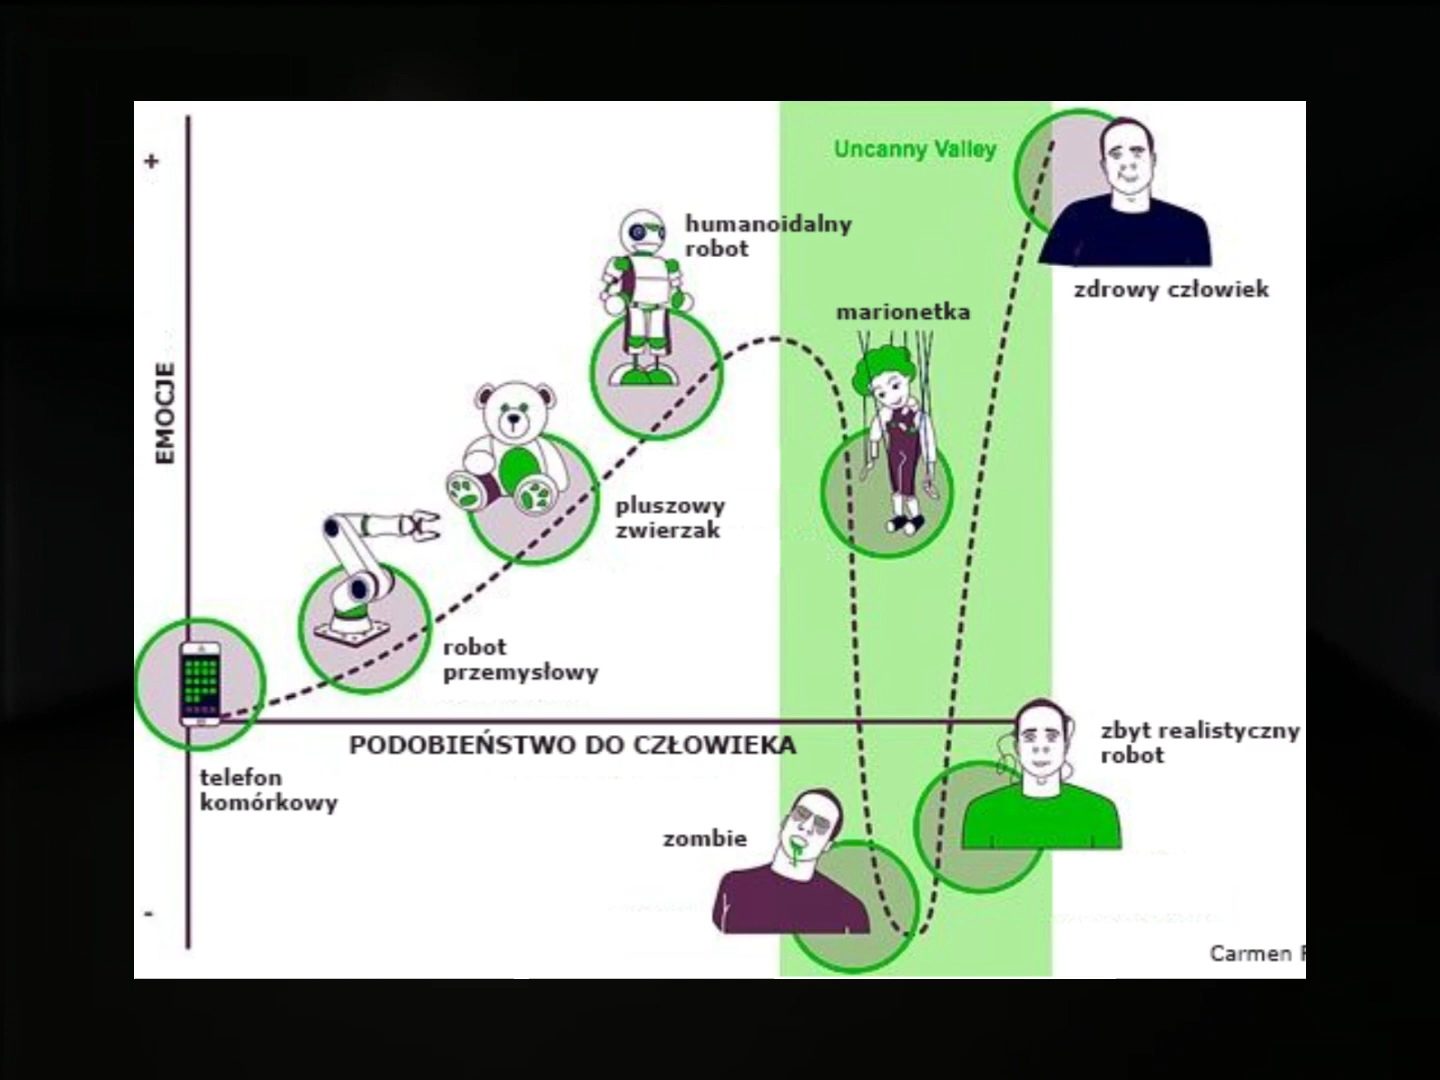 Uncanny Valley
+
humanoidalny
robot
zdrowy człowiek
marionetka
EMOCJE
pluszowy
zwierzak
robot
przemysłowy
PODOBIEŃSTWO DO CZŁOWIEKA
zbyt realistyczny
robot
telefon
komórkowy
zombie
-
Carmen